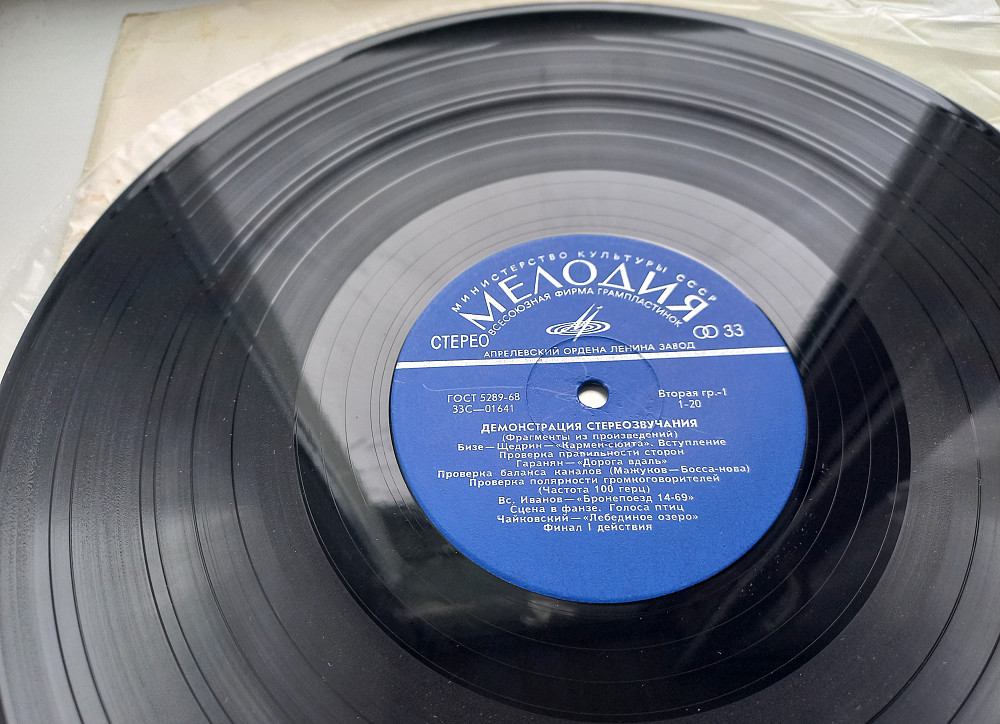 МИНИСТЕРСТВО КУЛЬТУРЫ СССР
МЕЛОДИЯ
ВСЕСОЮЗНАЯ ФИРМА ГРАМПЛАСТИНОК
СТЕРЕО
33
АПРЕЛЕВСКИЙ ОРДЕНА ЛЕНИНА ЗАВОД
ГОСТ 5289-68
33С—01641
Вторая гр.-1
1-20
ДЕМОНСТРАЦИЯ СТЕРЕОЗВУЧАНИЯ
(Фрагменты из произведений)
Бизе—Щедрин—«Кармен-сюита». Вступление
Проверка правильности сторон
Гаранян—«Дорога вдаль»
Проверка баланса каналов (Мажуков—Босса-нова)
Проверка полярности громкоговорителей
(Частота 100 герц)
Вс. Иванов—«Бронепоезд 14-69»
Сцена в фанзе. Голоса птиц
Чайковский—«Лебединое озеро»
Финал I действия